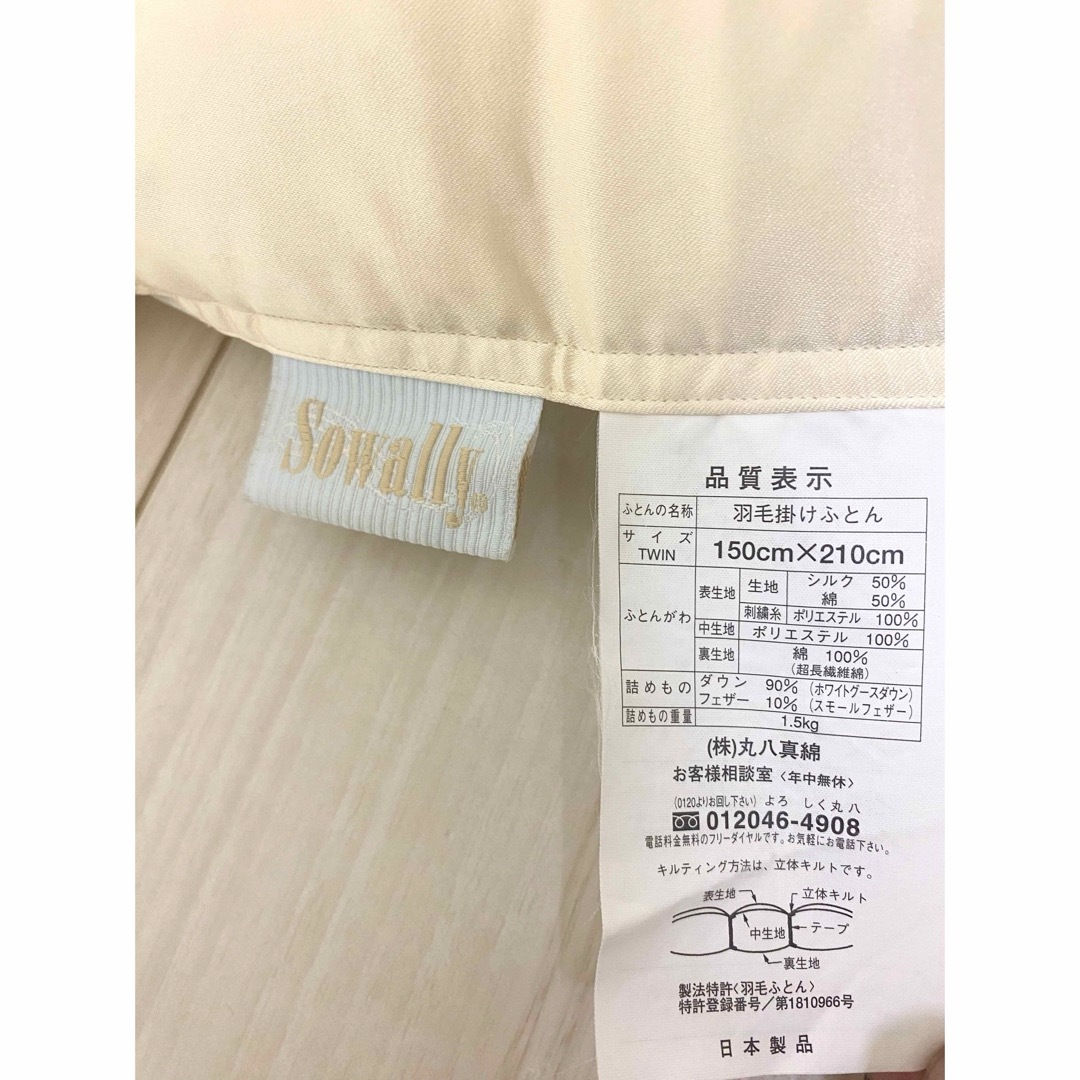 Sowally
品質表示
ふとんの名称 羽毛掛けふとん
サイズ TWIN 150cm×210cm
ふとんがわ 表生地 生地 シルク 50%
綿 50%
刺繍糸 ポリエステル 100%
中生地 ポリエステル 100%
裏生地 綿 100%
(超長繊維綿)
詰めもの ダウン 90% (ホワイトグースダウン)
フェザー 10% (スモールフェザー)
詰めもの重量 1.5kg
(株)丸八真綿
お客様相談室〈年中無休〉
(0120よりお回し下さい) よろ しく丸八
012046-4908
電話料金無料のフリーダイヤルです。お気軽にお電話下さい。
キルティング方法は、立体キルトです。
表生地 立体キルト
中生地 テープ
裏生地
製法特許〈羽毛ふとん〉
特許登録番号/第1810966号
日本製品